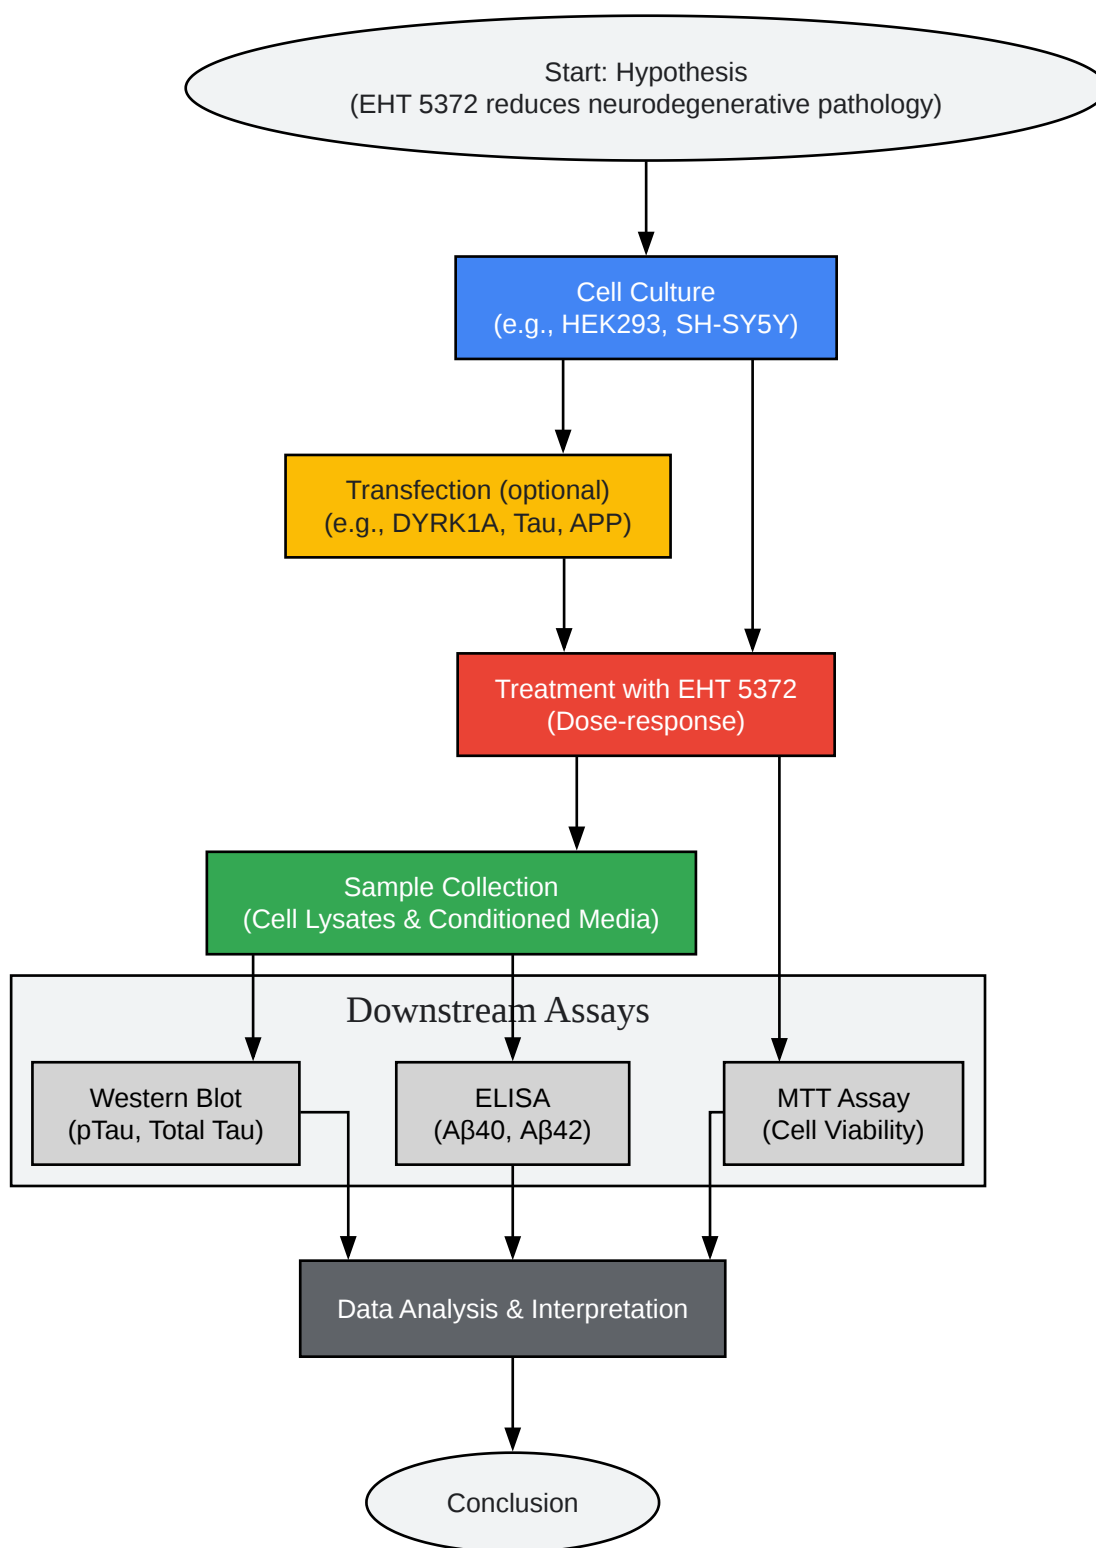 Start: Hypothesis
(EHT 5372 reduces neurodegenerative pathology)
Cell Culture
(e.g., HEK293, SH-SY5Y)
Transfection (optional)
(e.g., DYRK1A, Tau, APP)
Treatment with EHT 5372
(Dose-response)
Sample Collection
(Cell Lysates & Conditioned Media)
Downstream Assays
Western Blot
(pTau, Total Tau)
ELISA
(Aβ40, Aβ42)
MTT Assay
(Cell Viability)
Data Analysis & Interpretation
Conclusion